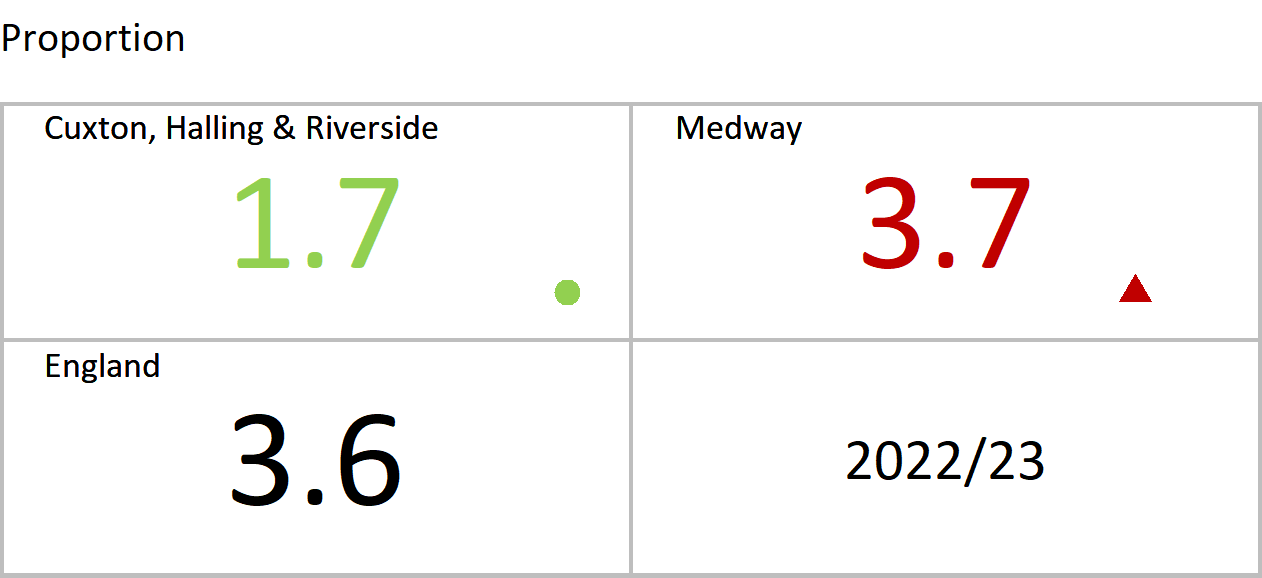 Proportion
Cuxton, Halling & Riverside
1.7
Medway
3.7
England
3.6
2022/23